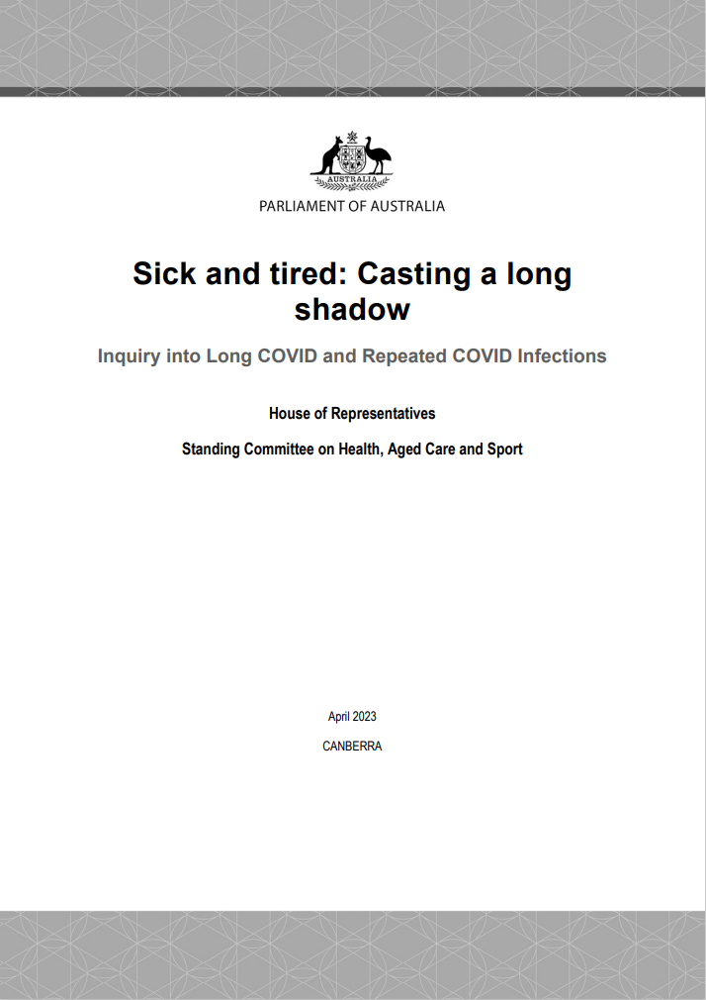 AUSTRALIA
PARLIAMENT OF AUSTRALIA
Sick and tired: Casting a long
shadow
Inquiry into Long COVID and Repeated COVID Infections
House of Representatives
Standing Committee on Health, Aged Care and Sport
April 2023
CANBERRA